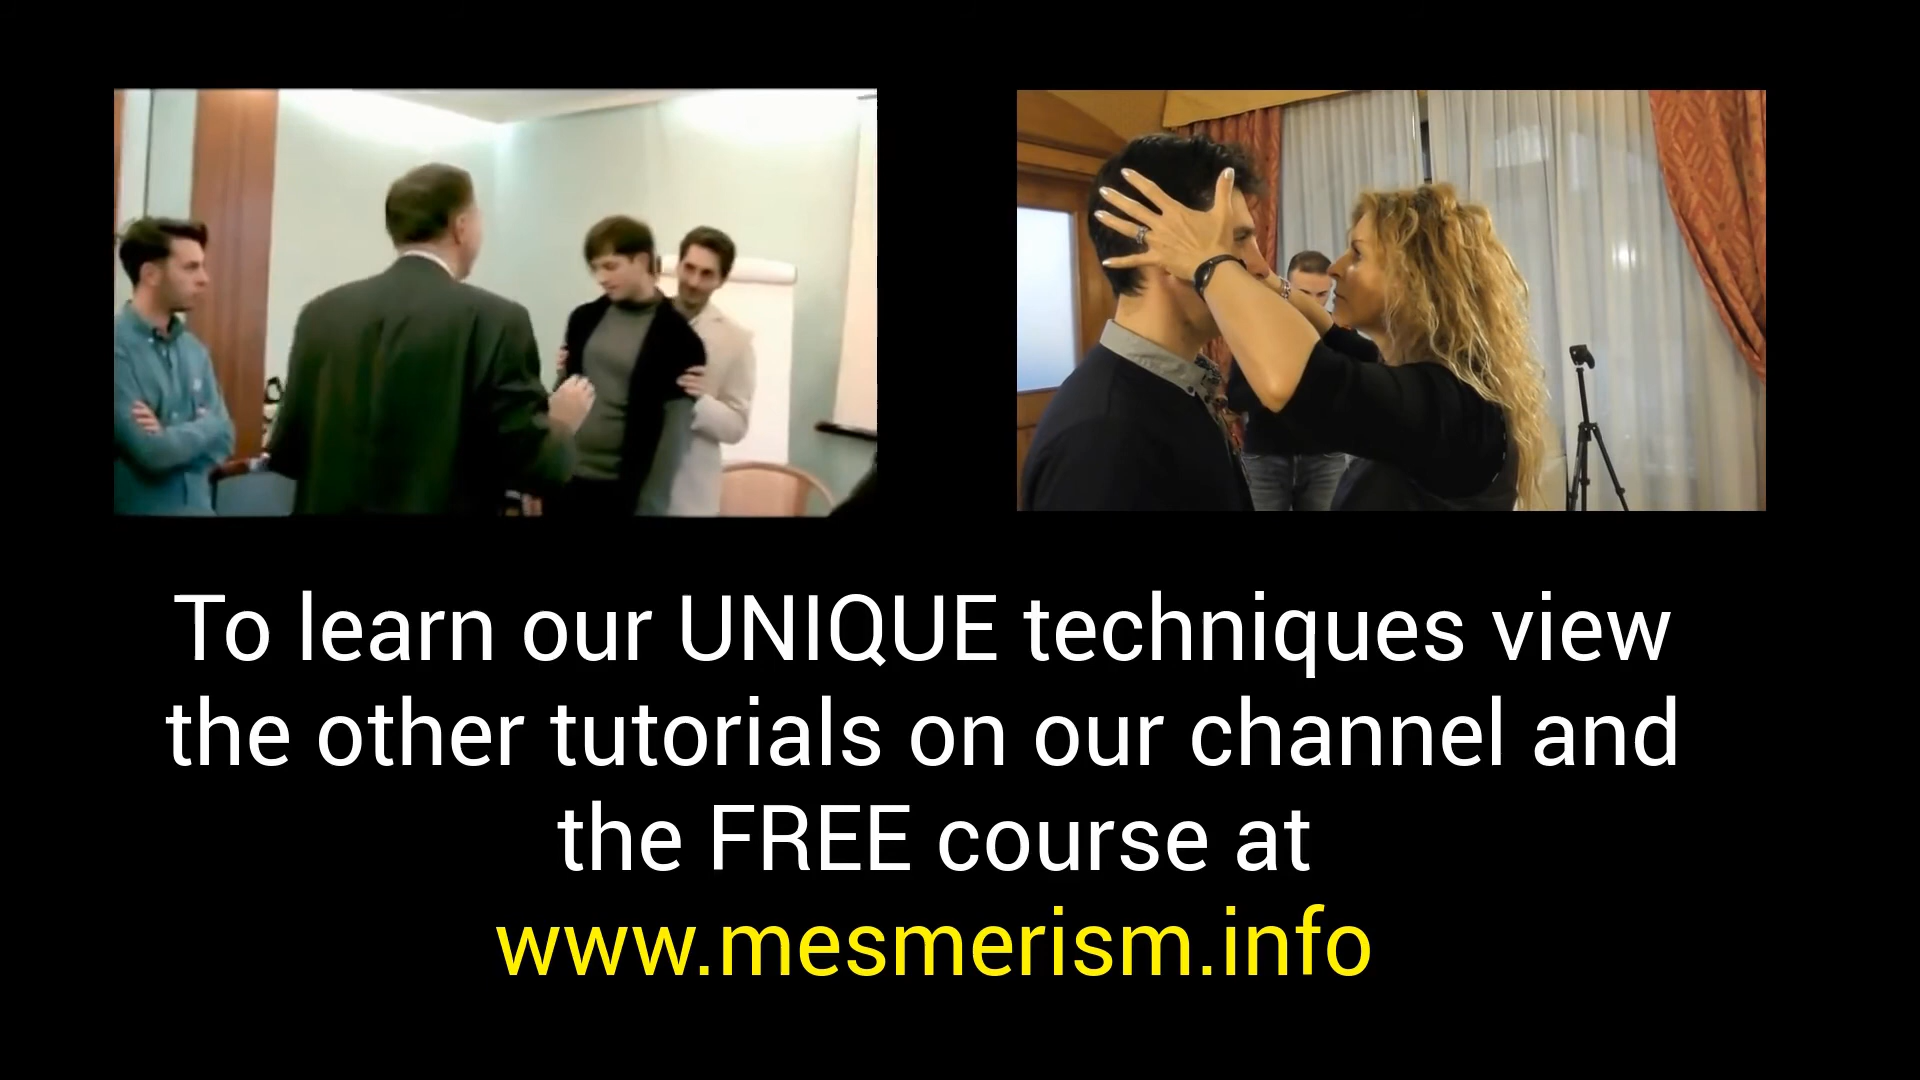 To learn our UNIQUE techniques view
the other tutorials on our channel and
the FREE course at
www.mesmerism.info